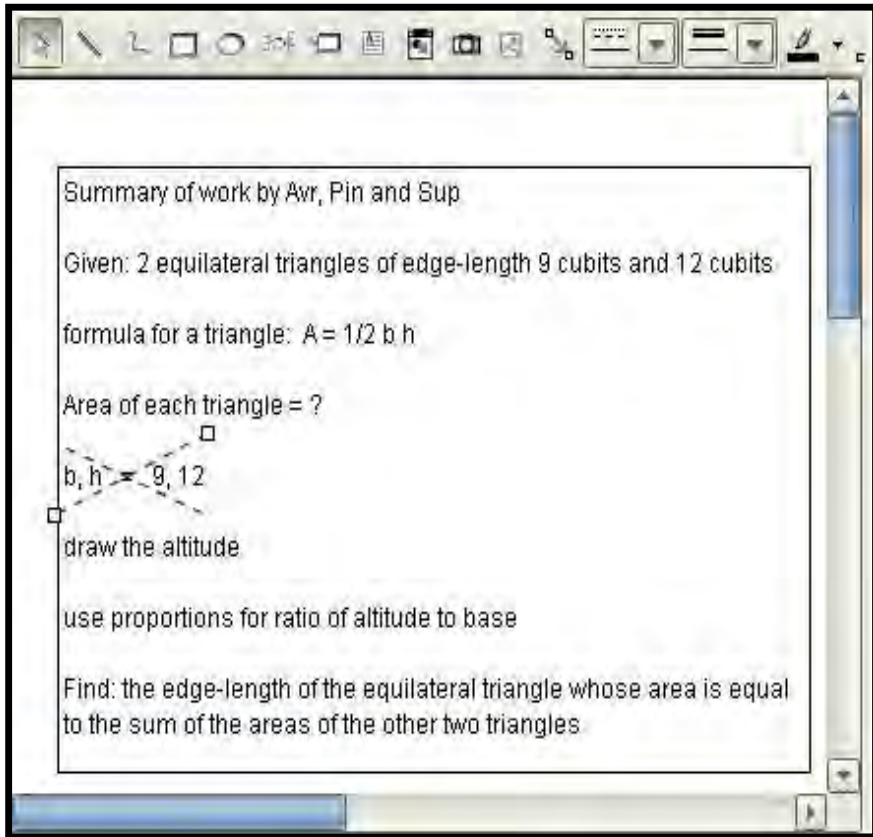 Summary of work by Avr, Pin and Sup
Given: 2 equilateral triangles of edge-length 9 cubits and 12 cubits
formula for a triangle: A = 1/2 b h
Area of each triangle = ?
b, h = 9, 12
draw the altitude
use proportions for ratio of altitude to base
Find: the edge-length of the equilateral triangle whose area is equal
to the sum of the areas of the other two triangles